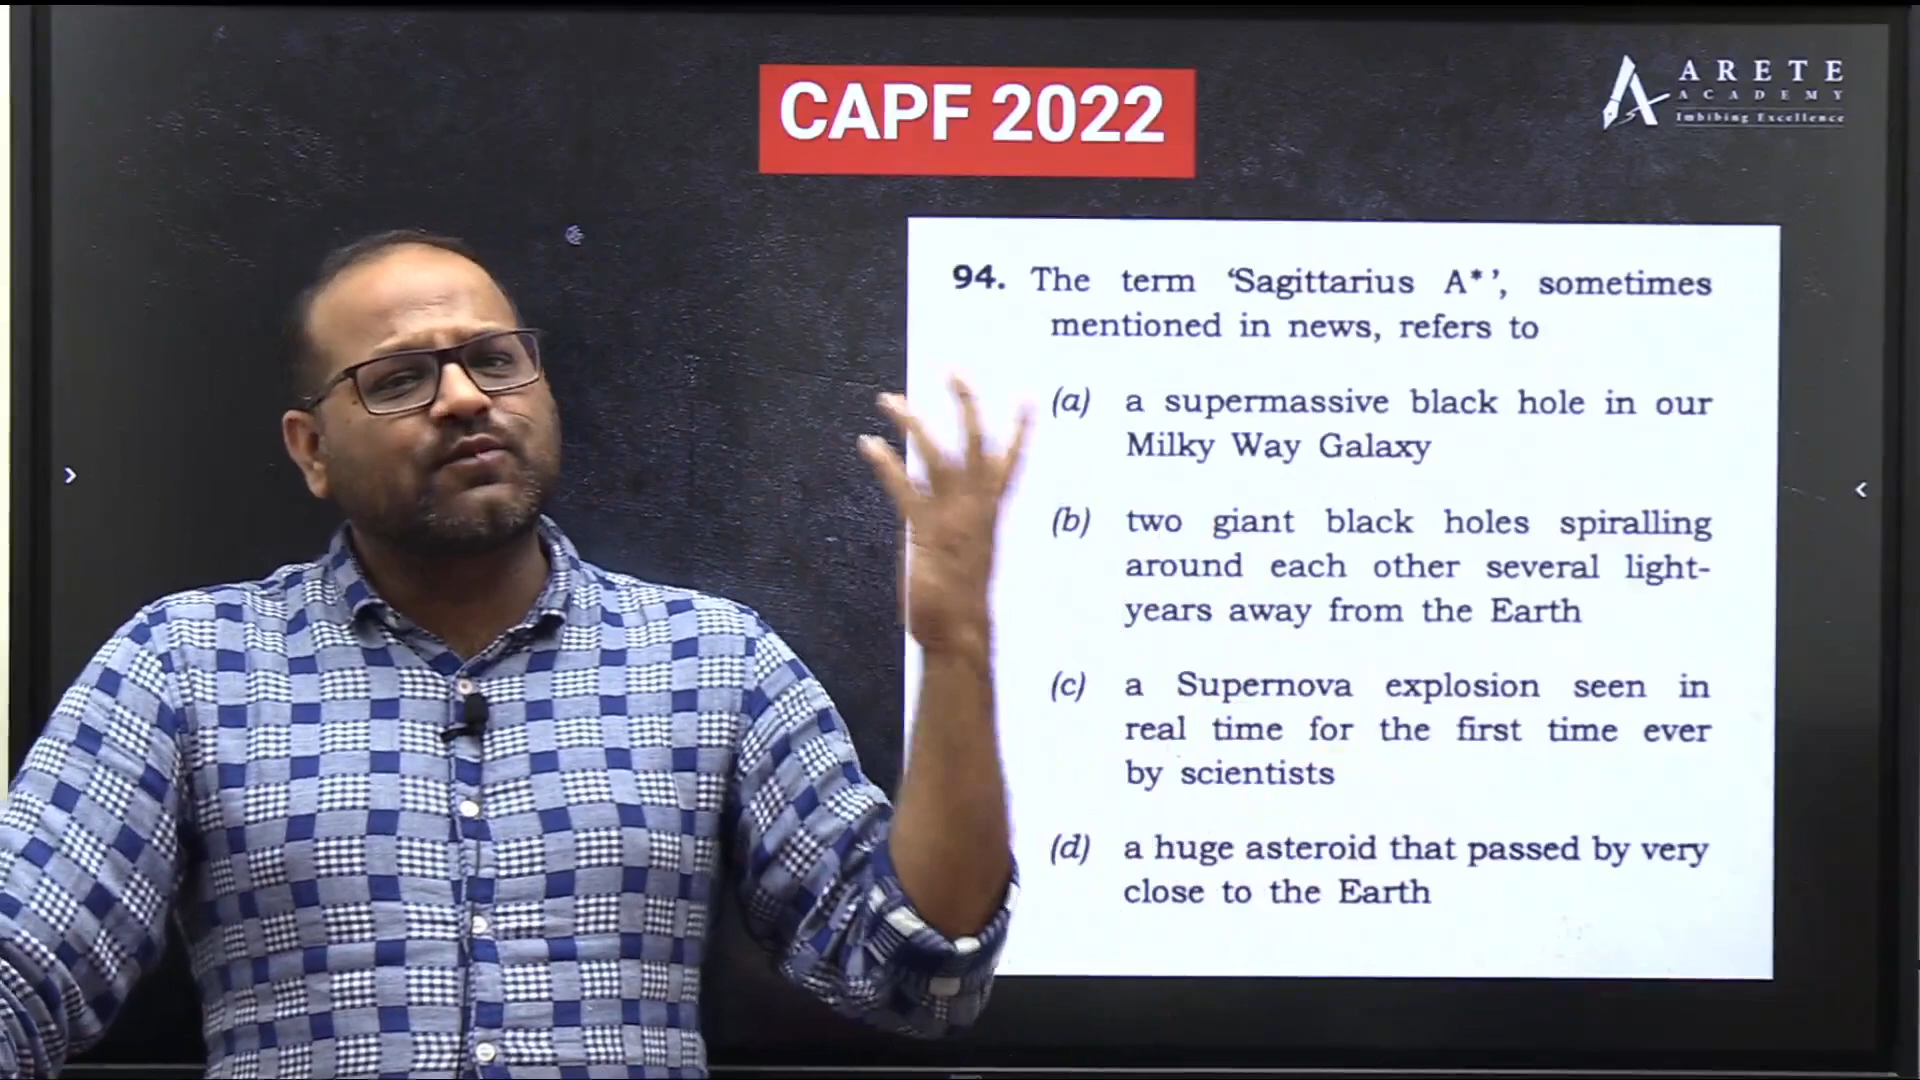 CAPF 2022
ARETE
ACADEMY
Imbibing Excellence
94. The term ‘Sagittarius A*’, sometimes
mentioned in news, refers to
(a) a supermassive black hole in our
Milky Way Galaxy
(b) two giant black holes spiralling
around each other several light-
years away from the Earth
(c) a Supernova explosion seen in
real time for the first time ever
by scientists
(d) a huge asteroid that passed by very
close to the Earth